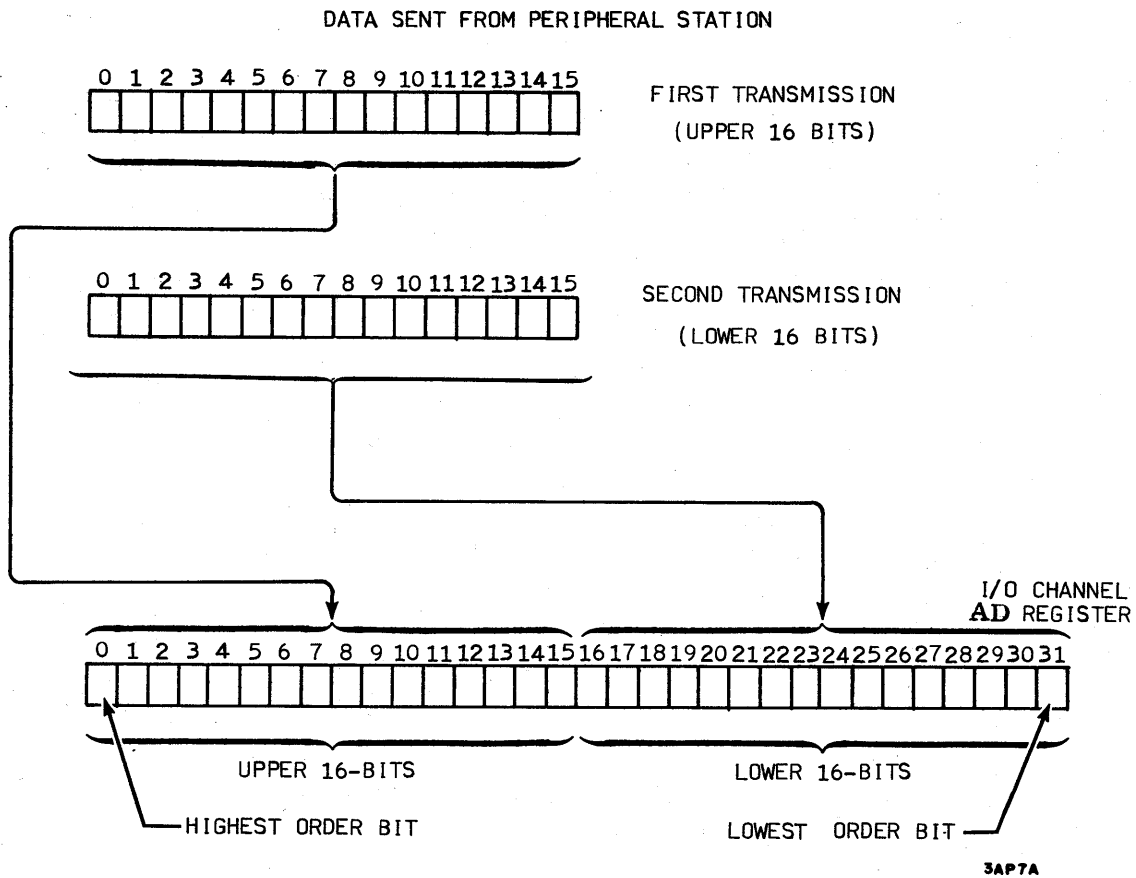 DATA SENT FROM PERIPHERAL STATION
0 1 2 3 4 5 6 7 8 9 10 11 12 13 14 15
FIRST TRANSMISSION
(UPPER 16 BITS)
0 1 2 3 4 5 6 7 8 9 10 11 12 13 14 15
SECOND TRANSMISSION
(LOWER 16 BITS)
I/O CHANNEL
AD REGISTER
0 1 2 3 4 5 6 7 8 9 10 11 12 13 14 15 16 17 18 19 20 21 22 23 24 25 26 27 28 29 30 31
UPPER 16-BITS
LOWER 16-BITS
HIGHEST ORDER BIT
LOWEST ORDER BIT
3AP7A